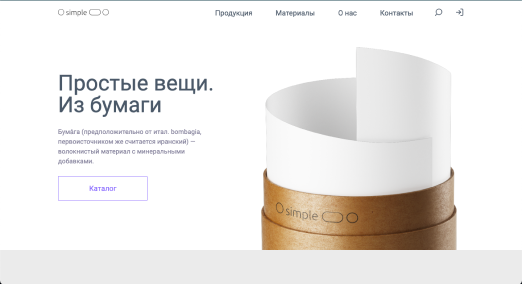 simple
Продукция
Материалы
О нас
Контакты
Простые вещи.
Из бумаги
Бума́га (предположительно от итал. bombagia,
первоисточником же считается иранский) —
волокнистый материал с минеральными
добавками.
Каталог
simple